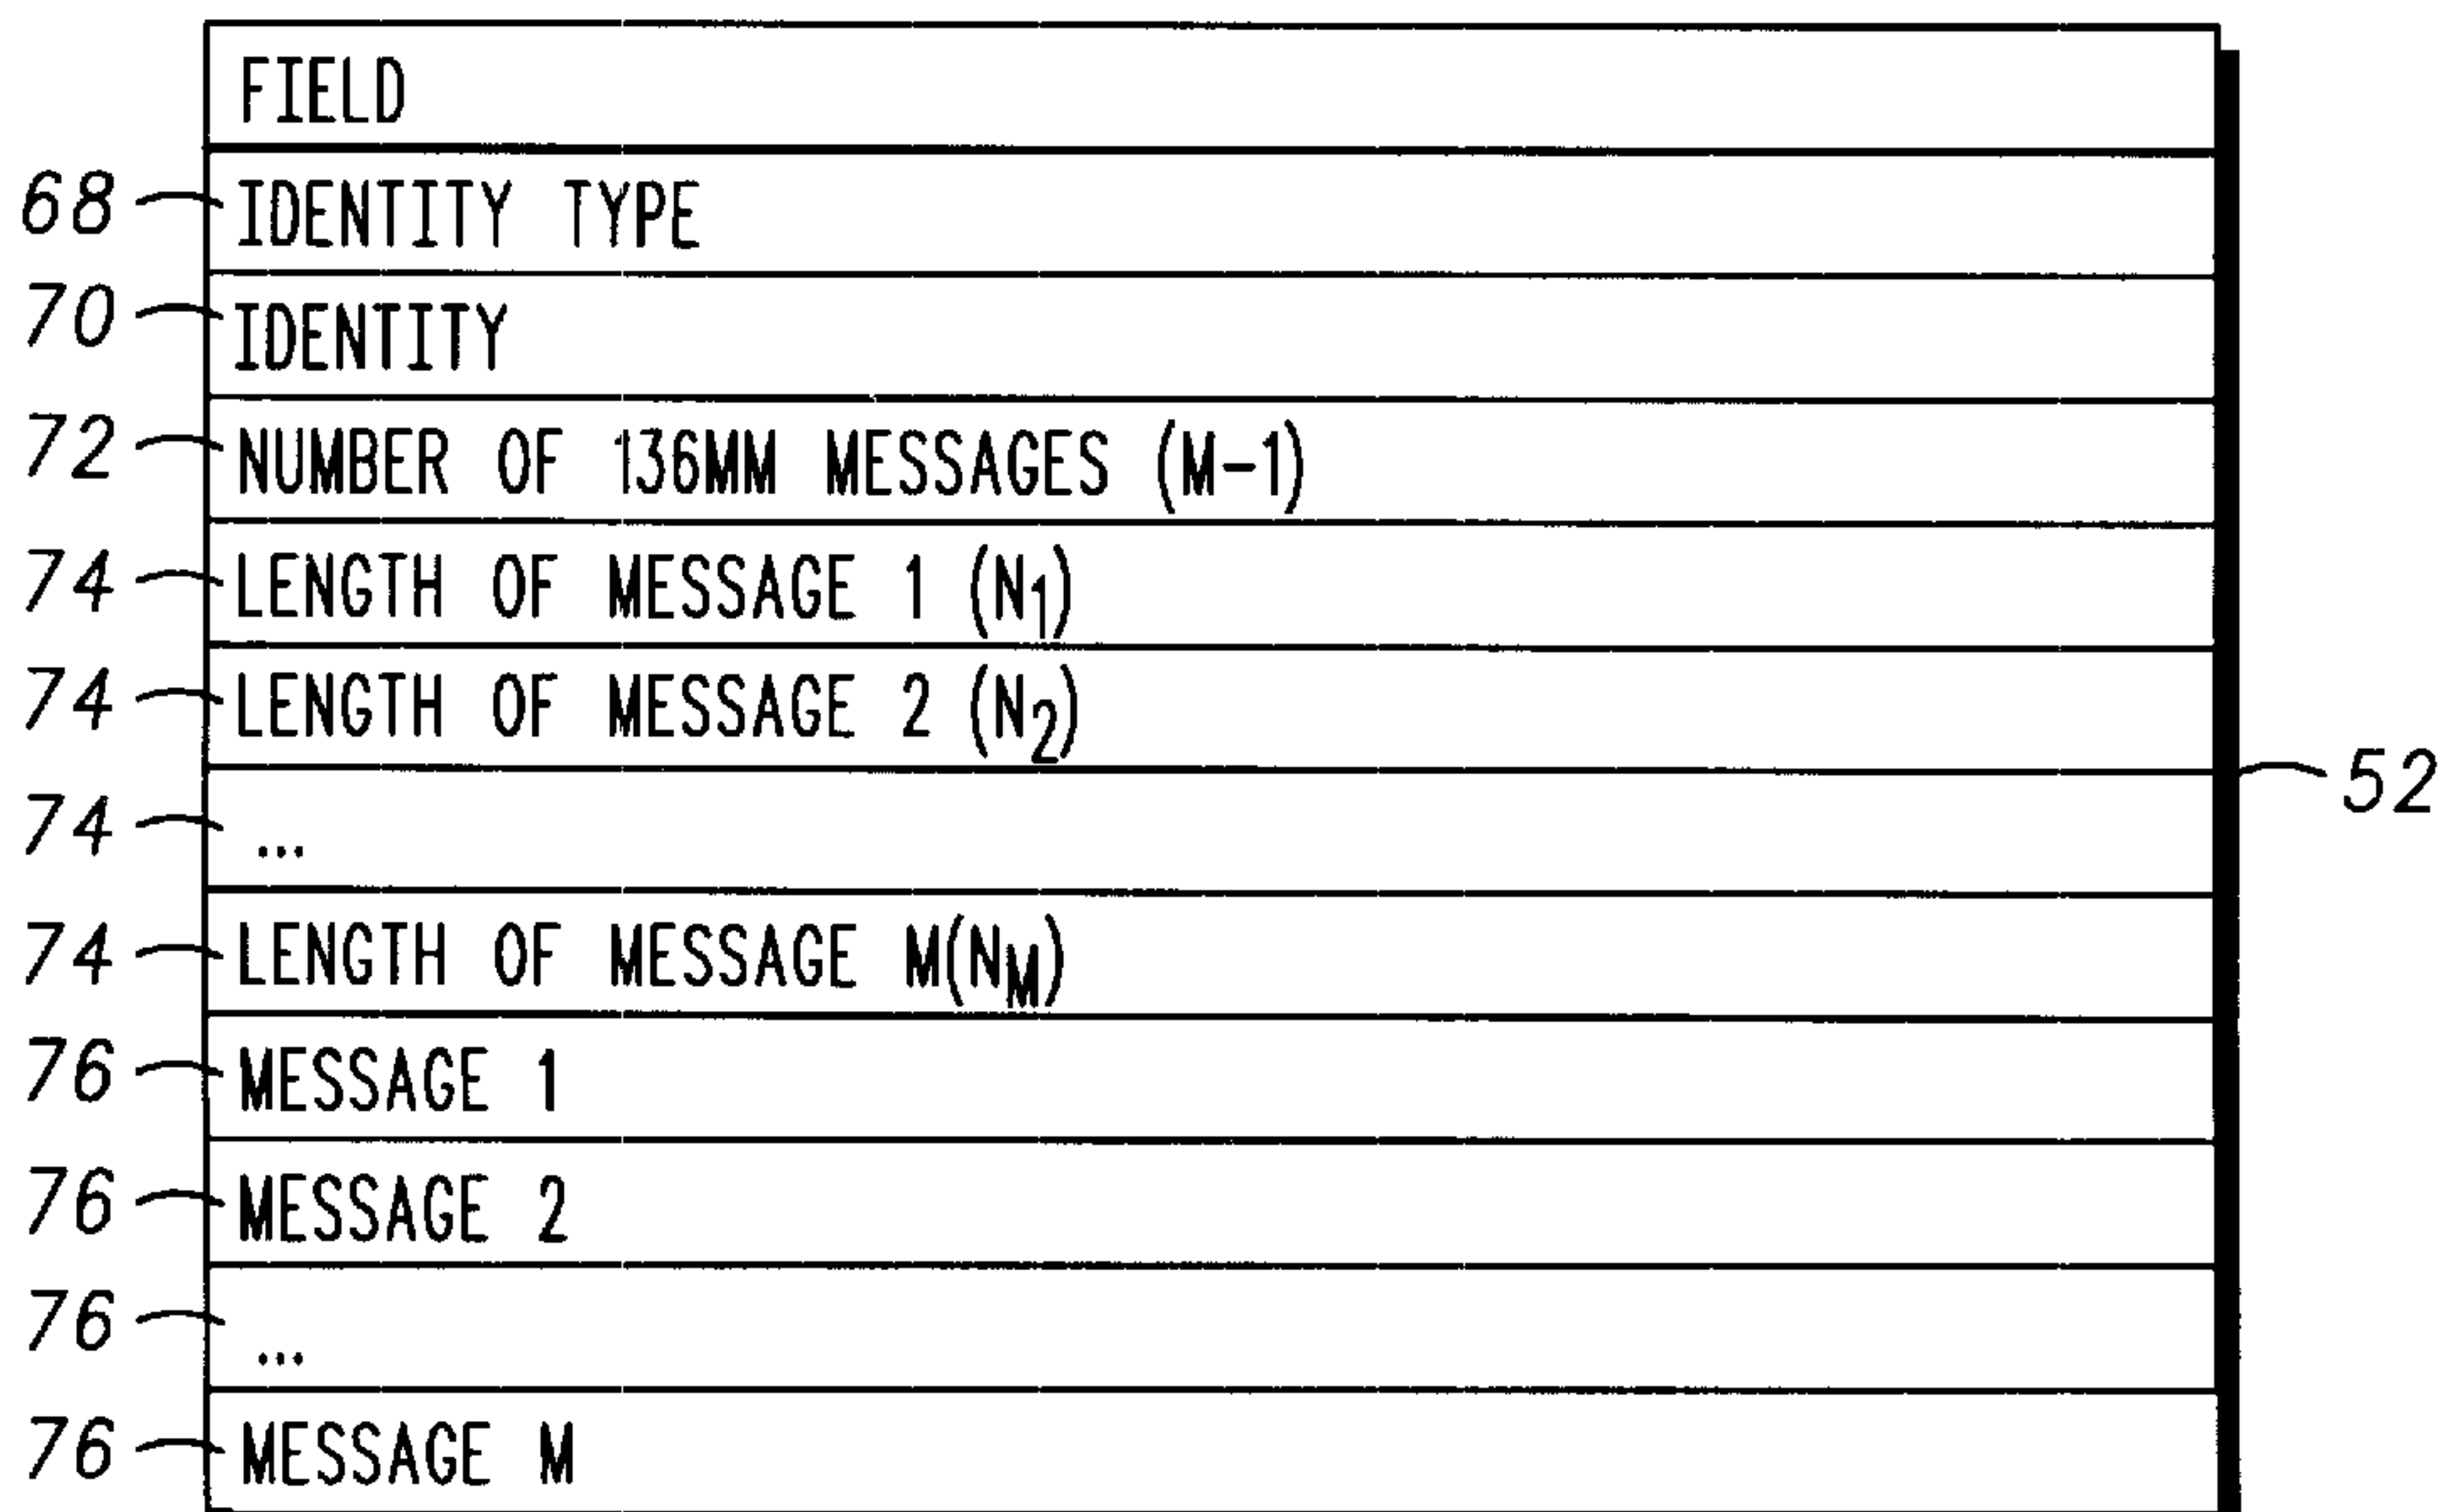 FIELD
68 IDENTITY TYPE
70 IDENTITY
72 NUMBER OF 136MM MESSAGES (M-1)
74 LENGTH OF MESSAGE 1 (N1)
74 LENGTH OF MESSAGE 2 (N2)
52
74 ...
74 LENGTH OF MESSAGE M(NM)
76 MESSAGE 1
76 MESSAGE 2
76 ...
76 MESSAGE M